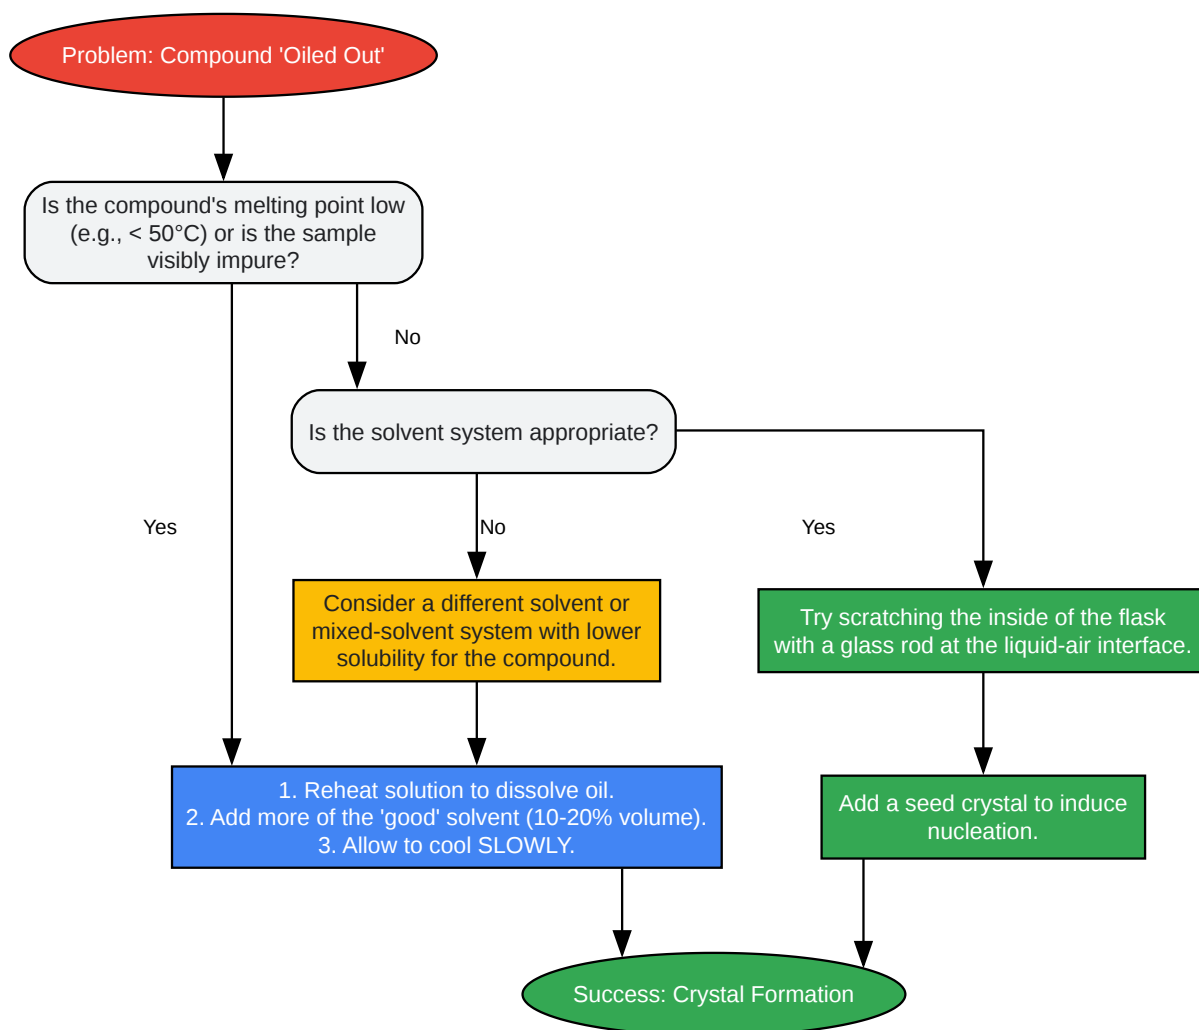 Problem: Compound 'Oiled Out'
Is the compound's melting point low
(e.g., < 50°C) or is the sample
visibly impure?
No
Is the solvent system appropriate?
Yes
No
Yes
Consider a different solvent or
mixed-solvent system with lower
solubility for the compound.
Try scratching the inside of the flask
with a glass rod at the liquid-air interface.
1. Reheat solution to dissolve oil.
2. Add more of the 'good' solvent (10-20% volume).
3. Allow to cool SLOWLY.
Add a seed crystal to induce
nucleation.
Success: Crystal Formation